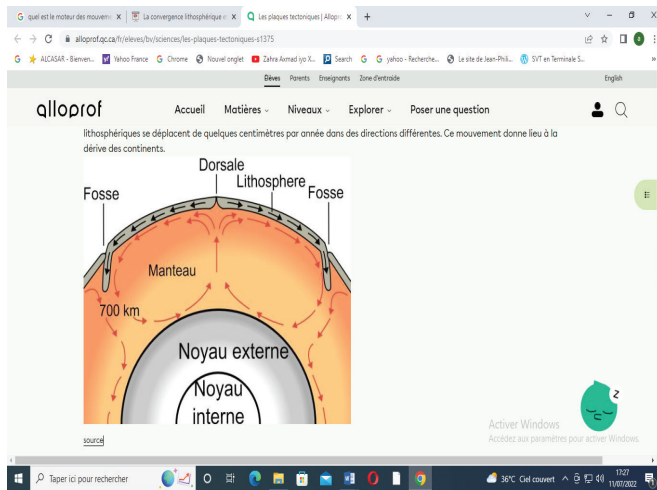 quel est le moteur des mouveme
La convergence lithosphérique e
Les plaques tectoniques | Allopro
alloprof.qc.ca/fr/eleves/bv/sciences/les-plaques-tectoniques-s1375
ALCASAR - Bienven...
Yahoo France
Chrome
Nouvel onglet
Zahra Axmad iyo X...
Search
G
yahoo - Recherche...
Le site de Jean-Phili...
SVT en Terminale S...
Élèves Parents Enseignants Zone d'entraide English
alloprof
Accueil Matières Niveaux Explorer Poser une question
lithosphériques se déplacent de quelques centimètres par année dans des directions différentes. Ce mouvement donne lieu à la
dérive des continents.
Dorsale
Lithosphere
Fosse
Fosse
Manteau
700 km
Noyau externe
Noyau
interne
source
Z
Activer Windows
Accédez aux paramètres pour activer Windows.
Taper ici pour rechercher
36°C Ciel couvert
17:27
11/07/2022